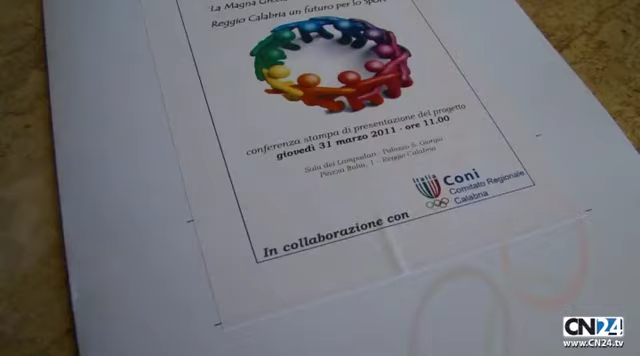 'La Magna Grecia
Reggio Calabria un futuro per lo Sport
conferenza stampa di presentazione del progetto
giovedì 31 marzo 2011 - ore 11.00
Sala dei Lampadari - Palazzo S. Giorgio
Piazza Italia, 1 - Reggio Calabria
Italia
Coni
Comitato Regionale
Calabria
In collaborazione con
CN24
www.CN24.tv